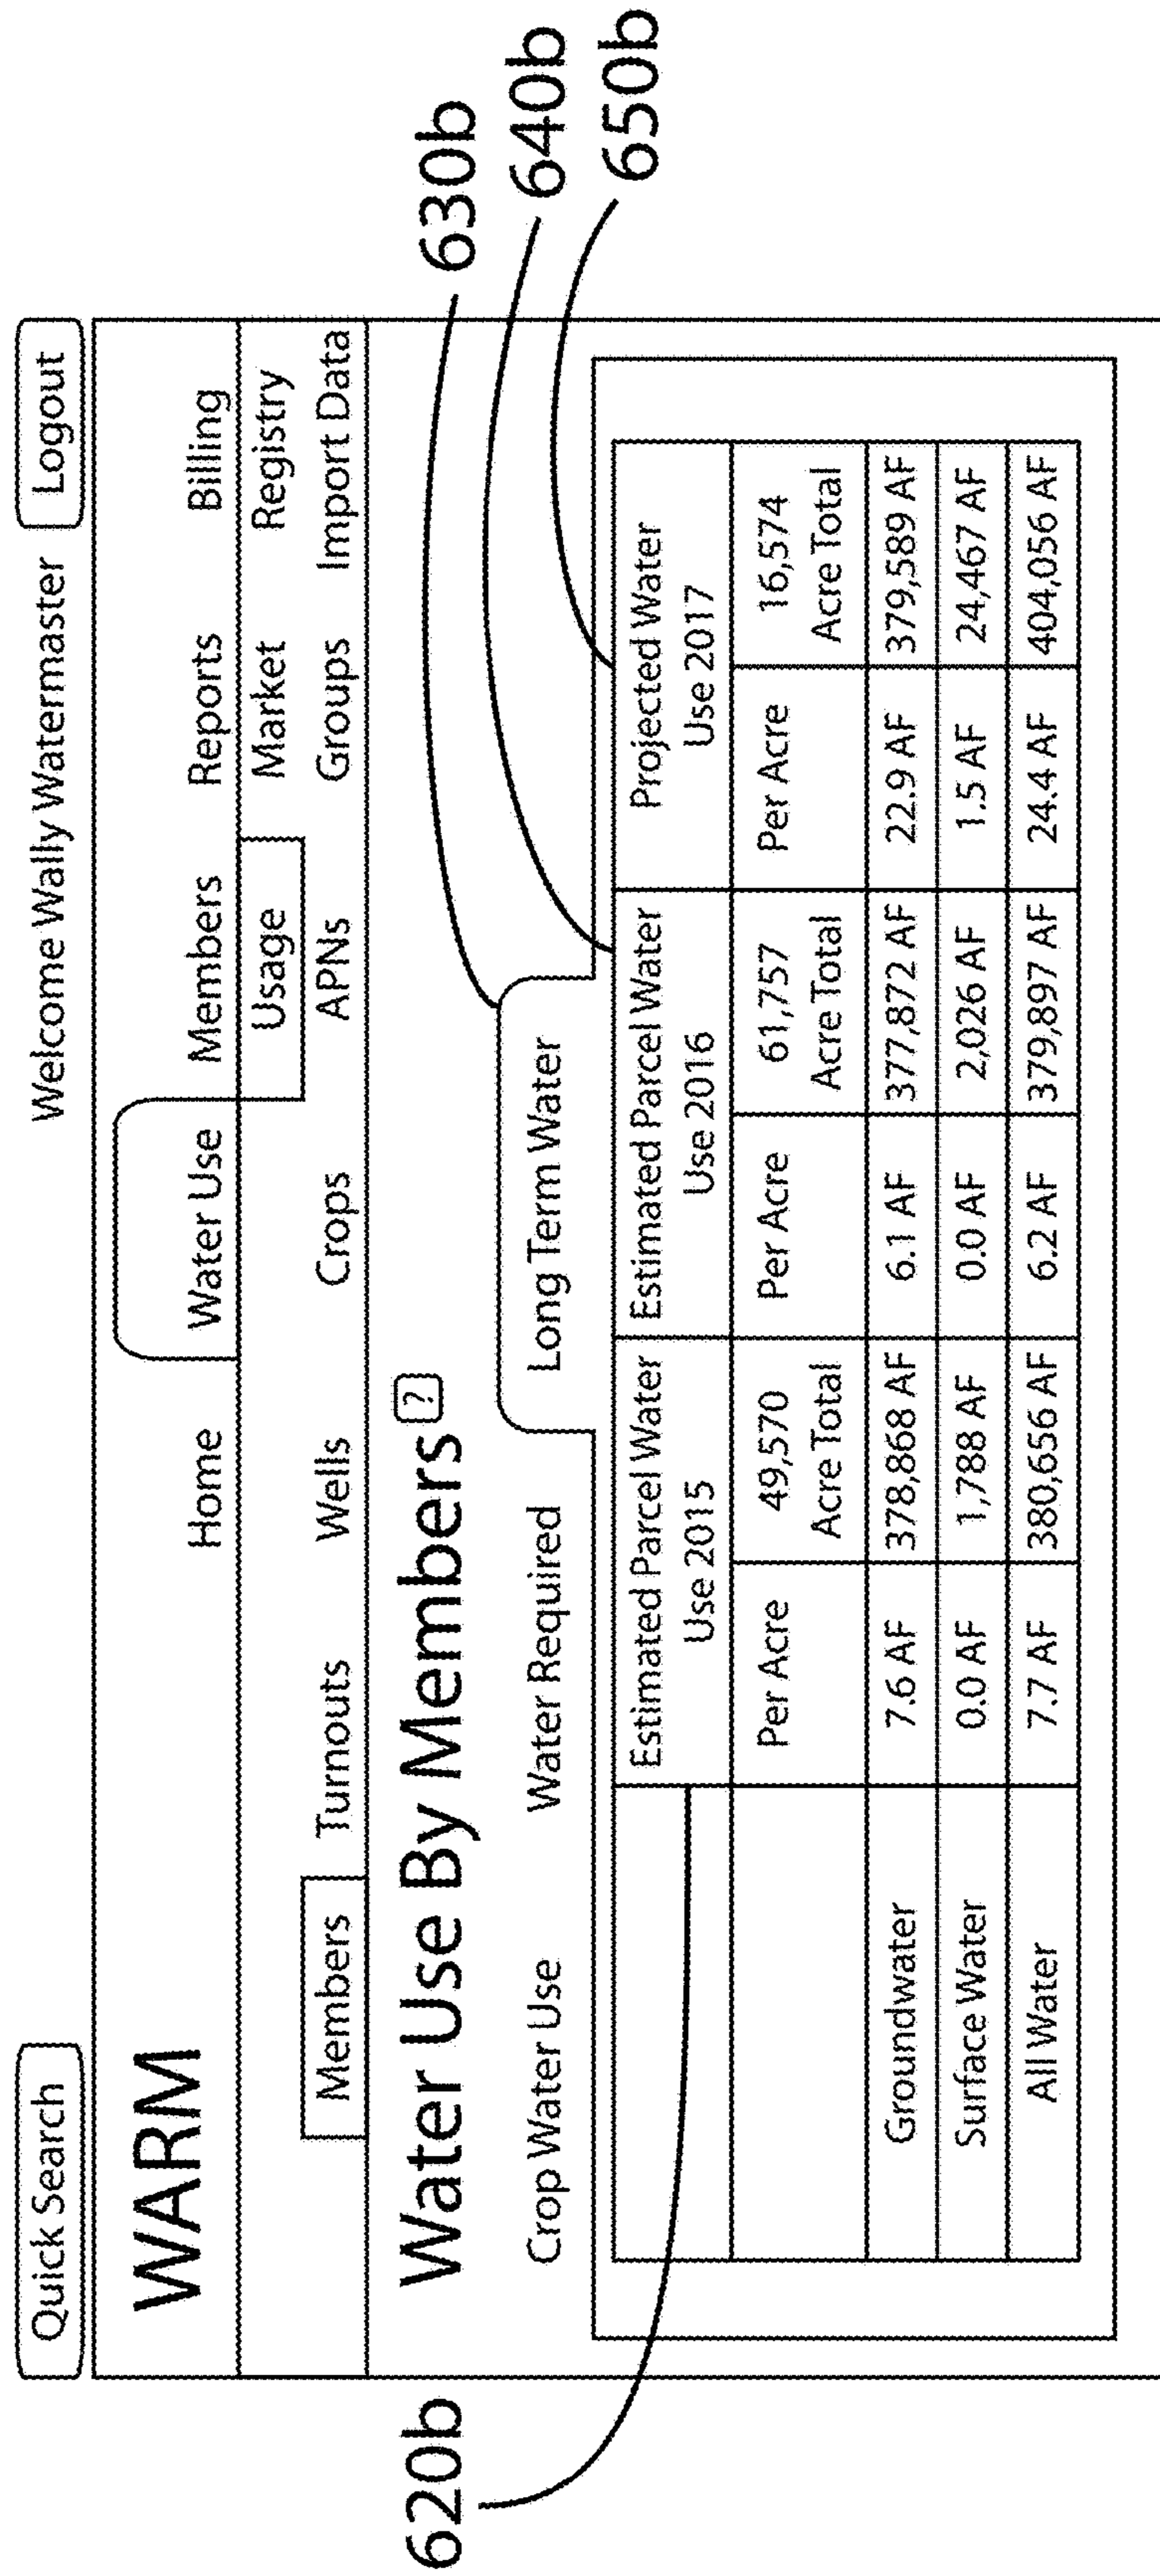 Quick Search Welcome Wally Watermaster Logout
WARM
Home Water Use Members Reports Billing
Usage Market Registry
Members Turnouts Wells Crops APNs Groups Import Data
620b Water Use By Members ? 630b
Crop Water Use Water Required Long Term Water 640b
650b
Estimated Parcel Water Use 2015 Estimated Parcel Water Use 2016 Projected Water Use 2017
Per Acre 49,570 Acre Total Per Acre 61,757 Acre Total Per Acre 16,574 Acre Total
Groundwater 7.6 AF 378,868 AF 6.1 AF 377,872 AF 22.9 AF 379,589 AF
Surface Water 0.0 AF 1,788 AF 0.0 AF 2,026 AF 1.5 AF 24,467 AF
All Water 7.7 AF 380,656 AF 6.2 AF 379,897 AF 24.4 AF 404,056 AF